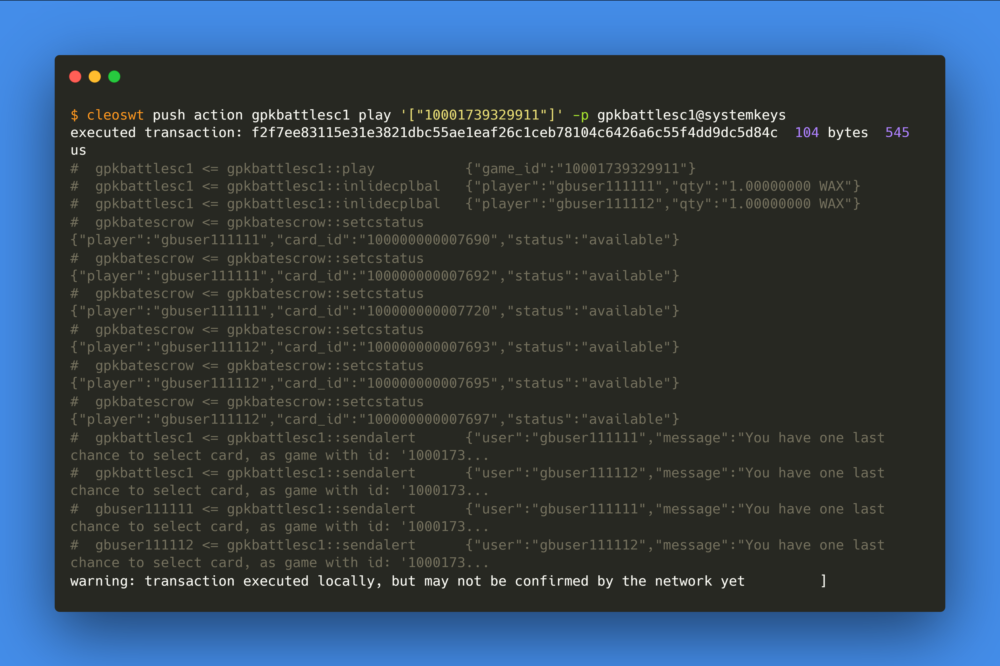 $ cleoswt push action gpkbattlesc1 play '["10001739329911"]' -p gpkbattlesc1@systemkeys
executed transaction: f2f7ee83115e31e3821dbc55ae1eaf26c1ceb78104c6426a6c55f4dd9dc5d84c  104 bytes  545
us
#  gpkbattlesc1 <= gpkbattlesc1::play           {"game_id":"10001739329911"}
#  gpkbattlesc1 <= gpkbattlesc1::inlidecplbal   {"player":"gbuser111111","qty":"1.00000000 WAX"}
#  gpkbattlesc1 <= gpkbattlesc1::inlidecplbal   {"player":"gbuser111112","qty":"1.00000000 WAX"}
#  gpkbatescrow <= gpkbatescrow::setcstatus
{"player":"gbuser111111","card_id":"100000000007690","status":"available"}
#  gpkbatescrow <= gpkbatescrow::setcstatus
{"player":"gbuser111111","card_id":"100000000007692","status":"available"}
#  gpkbatescrow <= gpkbatescrow::setcstatus
{"player":"gbuser111111","card_id":"100000000007720","status":"available"}
#  gpkbatescrow <= gpkbatescrow::setcstatus
{"player":"gbuser111112","card_id":"100000000007693","status":"available"}
#  gpkbatescrow <= gpkbatescrow::setcstatus
{"player":"gbuser111112","card_id":"100000000007695","status":"available"}
#  gpkbatescrow <= gpkbatescrow::setcstatus
{"player":"gbuser111112","card_id":"100000000007697","status":"available"}
#  gpkbattlesc1 <= gpkbattlesc1::sendalert      {"user":"gbuser111111","message":"You have one last
chance to select card, as game with id: '1000173...
#  gpkbattlesc1 <= gpkbattlesc1::sendalert      {"user":"gbuser111112","message":"You have one last
chance to select card, as game with id: '1000173...
#  gbuser111111 <= gpkbattlesc1::sendalert      {"user":"gbuser111111","message":"You have one last
chance to select card, as game with id: '1000173...
#  gbuser111112 <= gpkbattlesc1::sendalert      {"user":"gbuser111112","message":"You have one last
chance to select card, as game with id: '1000173...
warning: transaction executed locally, but may not be confirmed by the network yet         ]